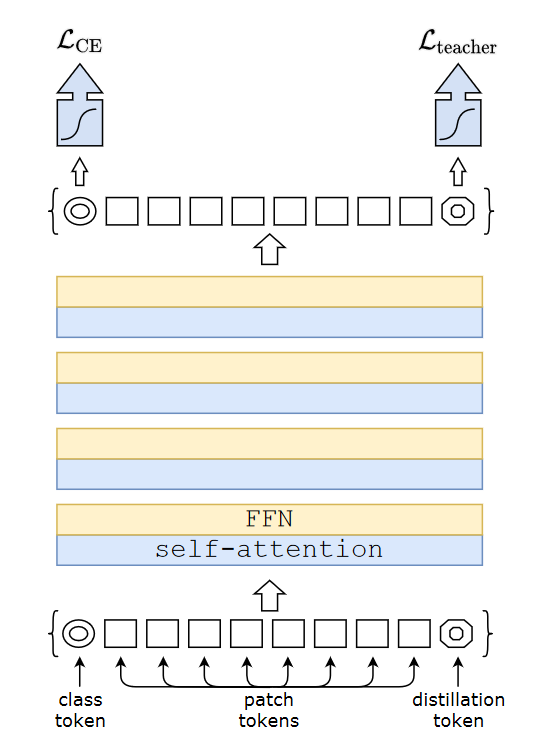 ℒCE
ℒteacher
FFN
self-attention
class
token
patch
tokens
distillation
token